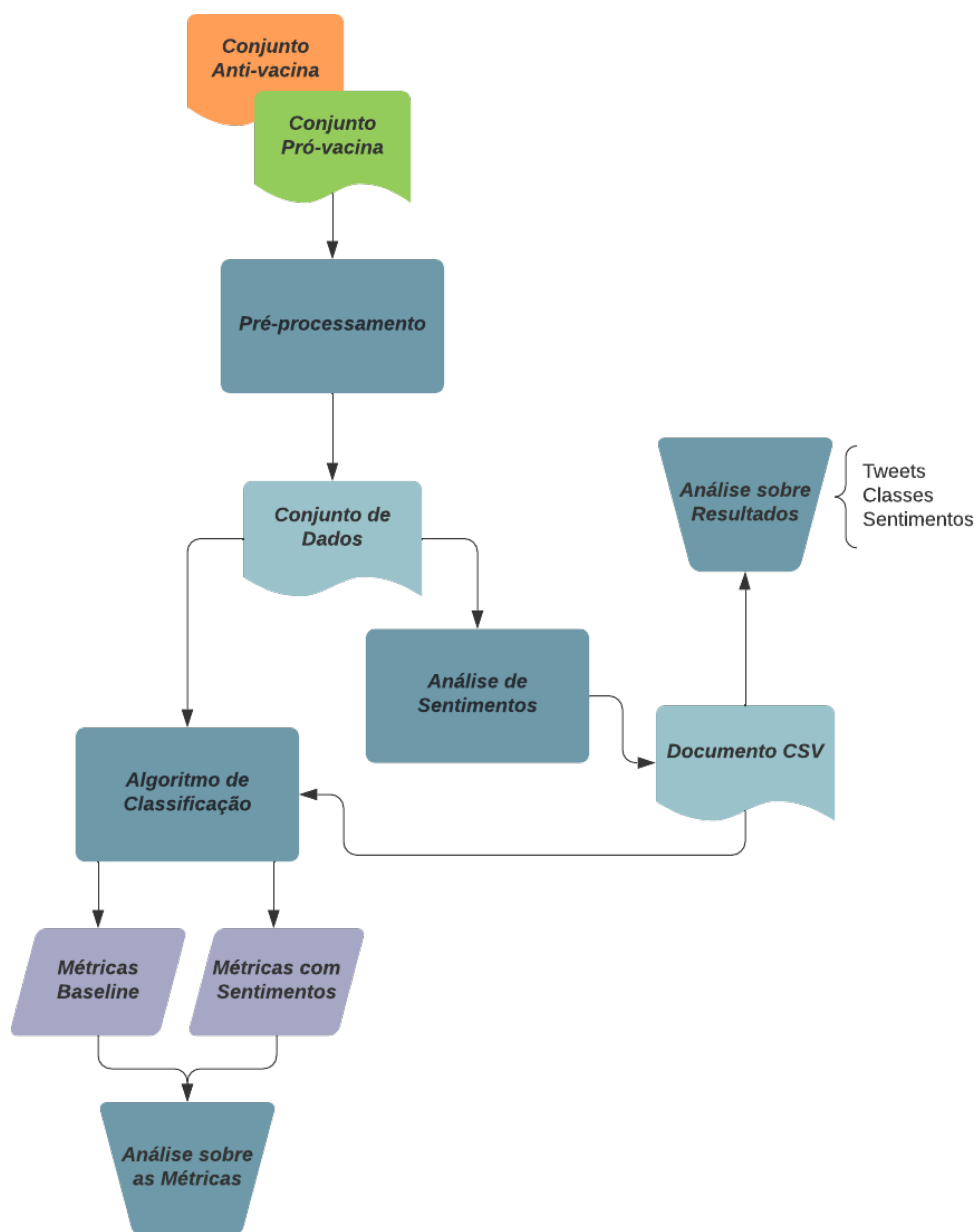 Conjunto
Anti-vacina
Conjunto
Pró-vacina
Pré-processamento
Conjunto de
Dados
Análise sobre
Resultados
Tweets
Classes
Sentimentos
Análise de
Sentimentos
Documento CSV
Algoritmo de
Classificação
Métricas
Baseline
Métricas com
Sentimentos
Análise sobre
as Métricas